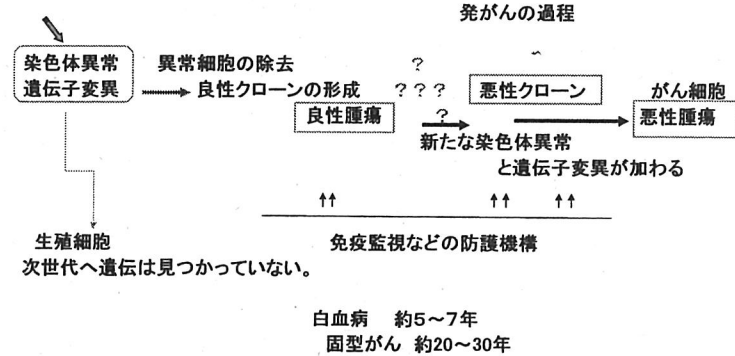 発がんの過程
染色体異常
遺伝子変異
異常細胞の除去
良性クローンの形成
良性腫瘍
?
? ? ?
?
悪性クローン
がん細胞
悪性腫瘍
新たな染色体異常
と遺伝子変異が加わる
生殖細胞
次世代へ遺伝は見つかっていない。
免疫監視などの防護機構
白血病 約5~7年
固型がん 約20~30年